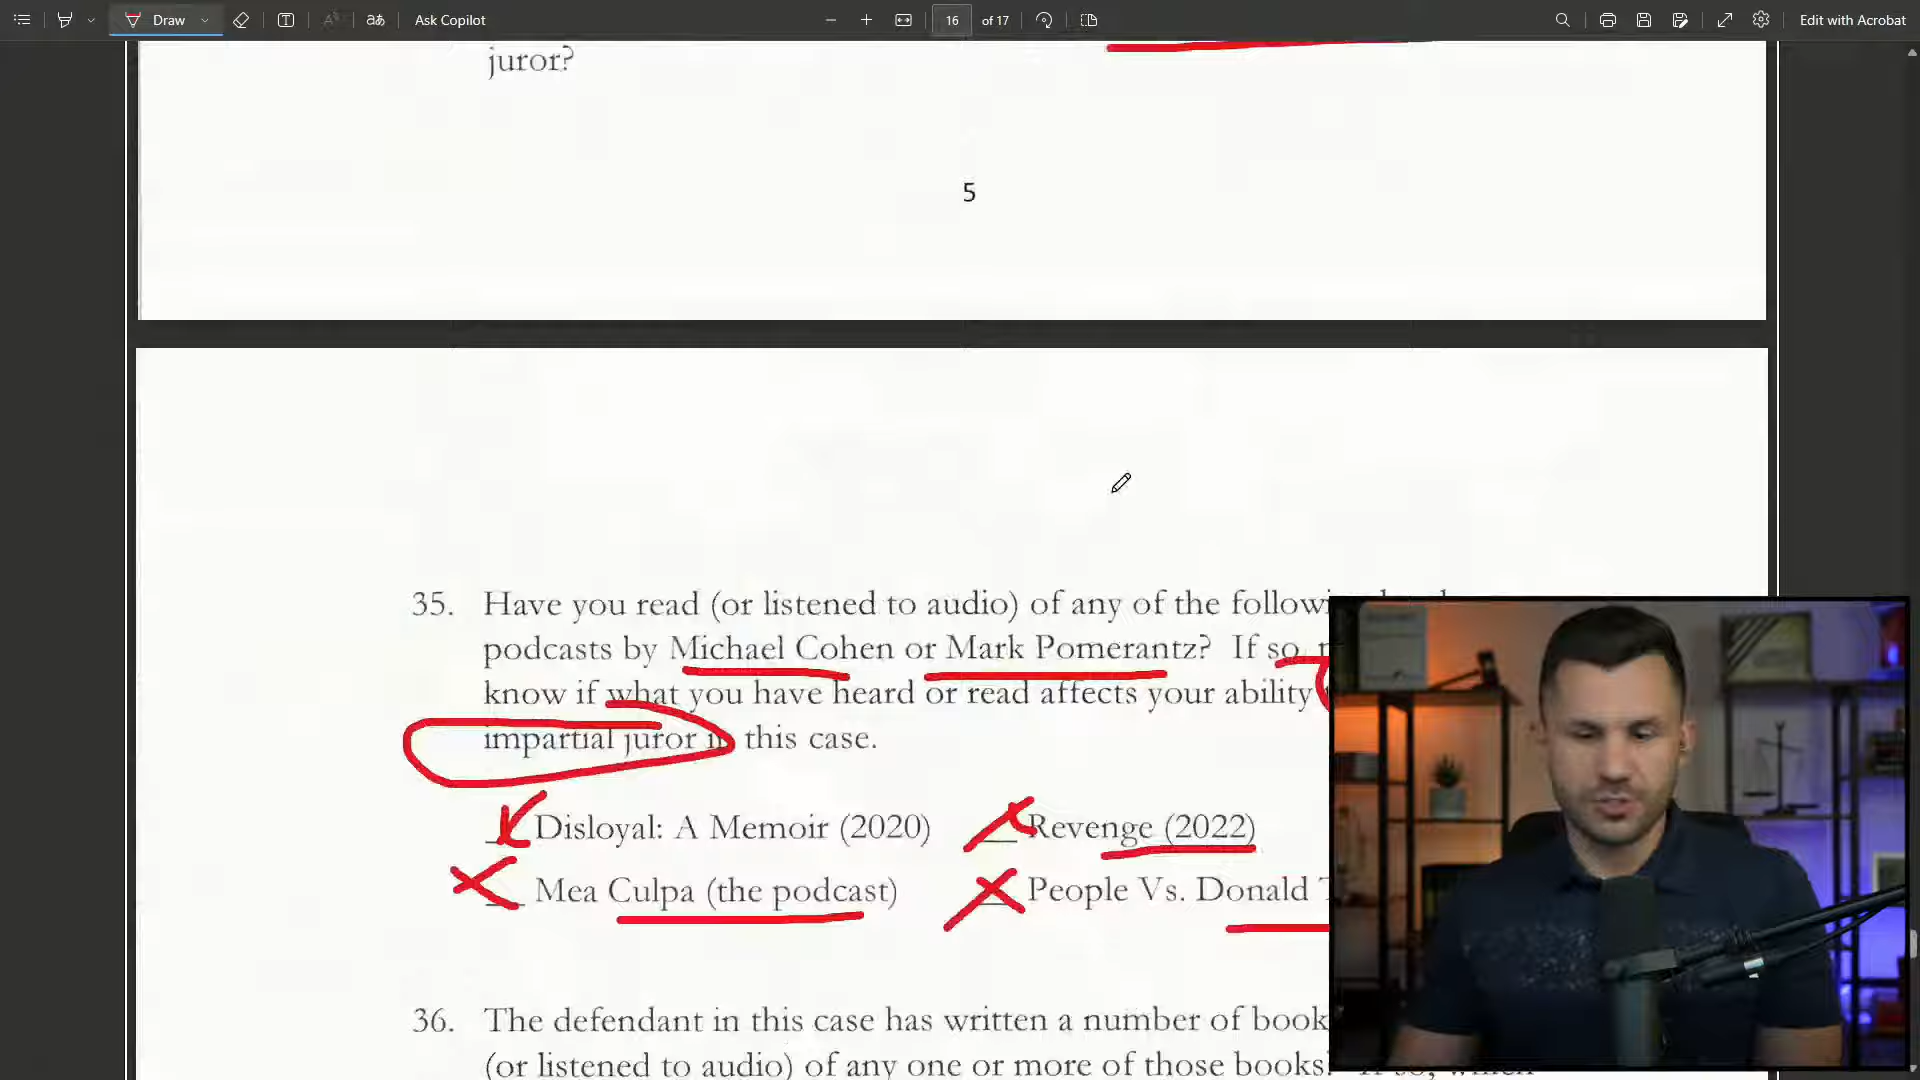 Draw
aあ
Ask Copilot
16 of 17
Edit with Acrobat
juror?
5
35. Have you read (or listened to audio) of any of the
podcasts by Michael Cohen or Mark Pomerantz? If so,
know if what you have heard or read affects your ability
impartial juror in this case.
Disloyal: A Memoir (2020) Revenge (2022)
Mea Culpa (the podcast) People Vs. Donald
36. The defendant in this case has written a number of
(or listened to audio) of any one or more of those books?